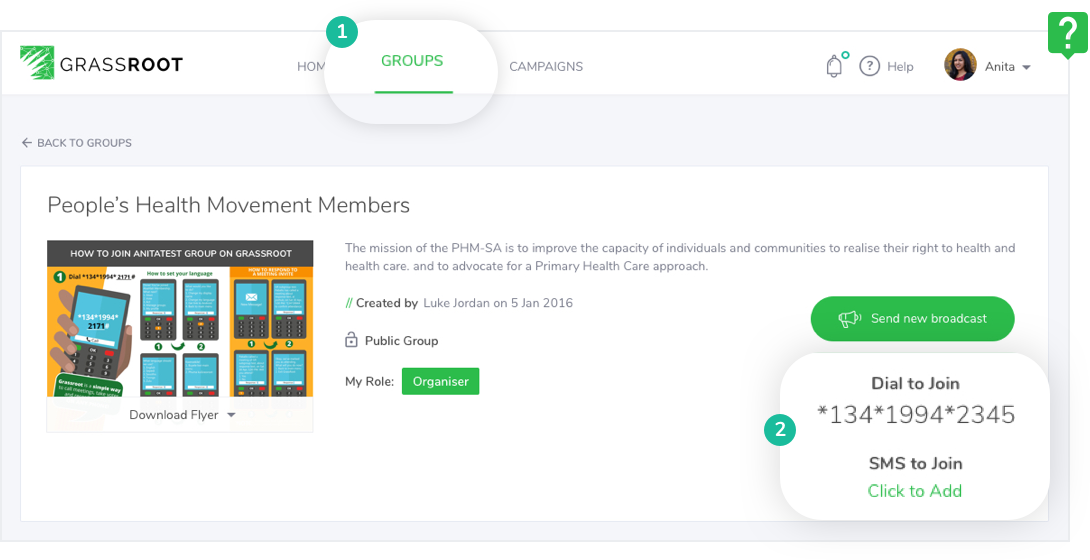 1
?
GRASSROOT
HOM
GROUPS
CAMPAIGNS
? Help
Anita
BACK TO GROUPS
People’s Health Movement Members
HOW TO JOIN ANITATEST GROUP ON GRASSROOT
1 Dial *134*1994* 2171 #
How to set your language
HOW TO RESPOND TO
A MEETING INVITE
*134*1994*
2171#
Call
1 2
1 2
Grassroot is a simple way
to call meetings, take votes
Download Flyer
The mission of the PHM-SA is to improve the capacity of individuals and communities to realise their right to health and
health care. and to advocate for a Primary Health Care approach.
// Created by Luke Jordan on 5 Jan 2016
Public Group
My Role: Organiser
Send new broadcast
2
Dial to Join
*134*1994*2345
SMS to Join
Click to Add